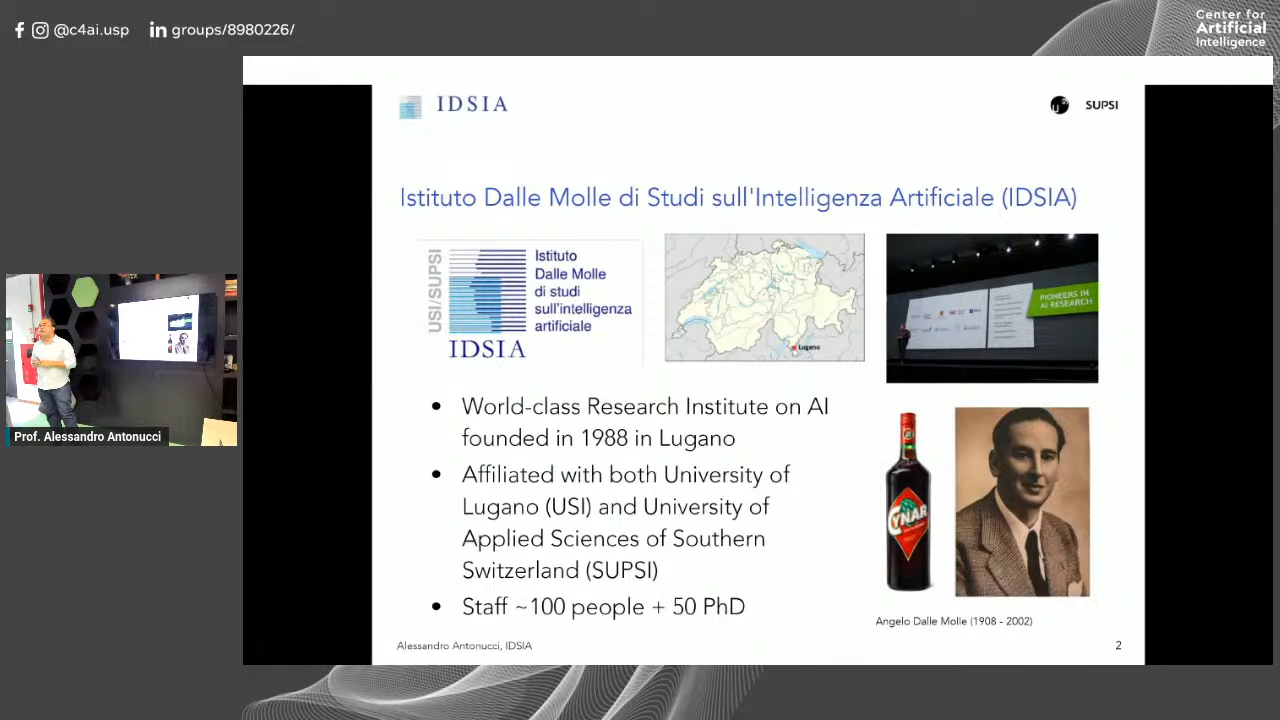 @c4ai.usp
groups/8980226/
Center for
Artificial
Intelligence
IDSIA
SUPSI
Istituto Dalle Molle di Studi sull'Intelligenza Artificiale (IDSIA)
USI/SUPSI
Istituto
Dalle Molle
di studi
sull'intelligenza
artificiale
IDSIA
Lugano
PIONEERS IN
AI RESEARCH
World-class Research Institute on AI
founded in 1988 in Lugano
Affiliated with both University of
Lugano (USI) and University of
Applied Sciences of Southern
Switzerland (SUPSI)
Staff ~100 people + 50 PhD
CYNAR
Angelo Dalle Molle (1908 - 2002)
Alessandro Antonucci, IDSIA
2
Prof. Alessandro Antonucci